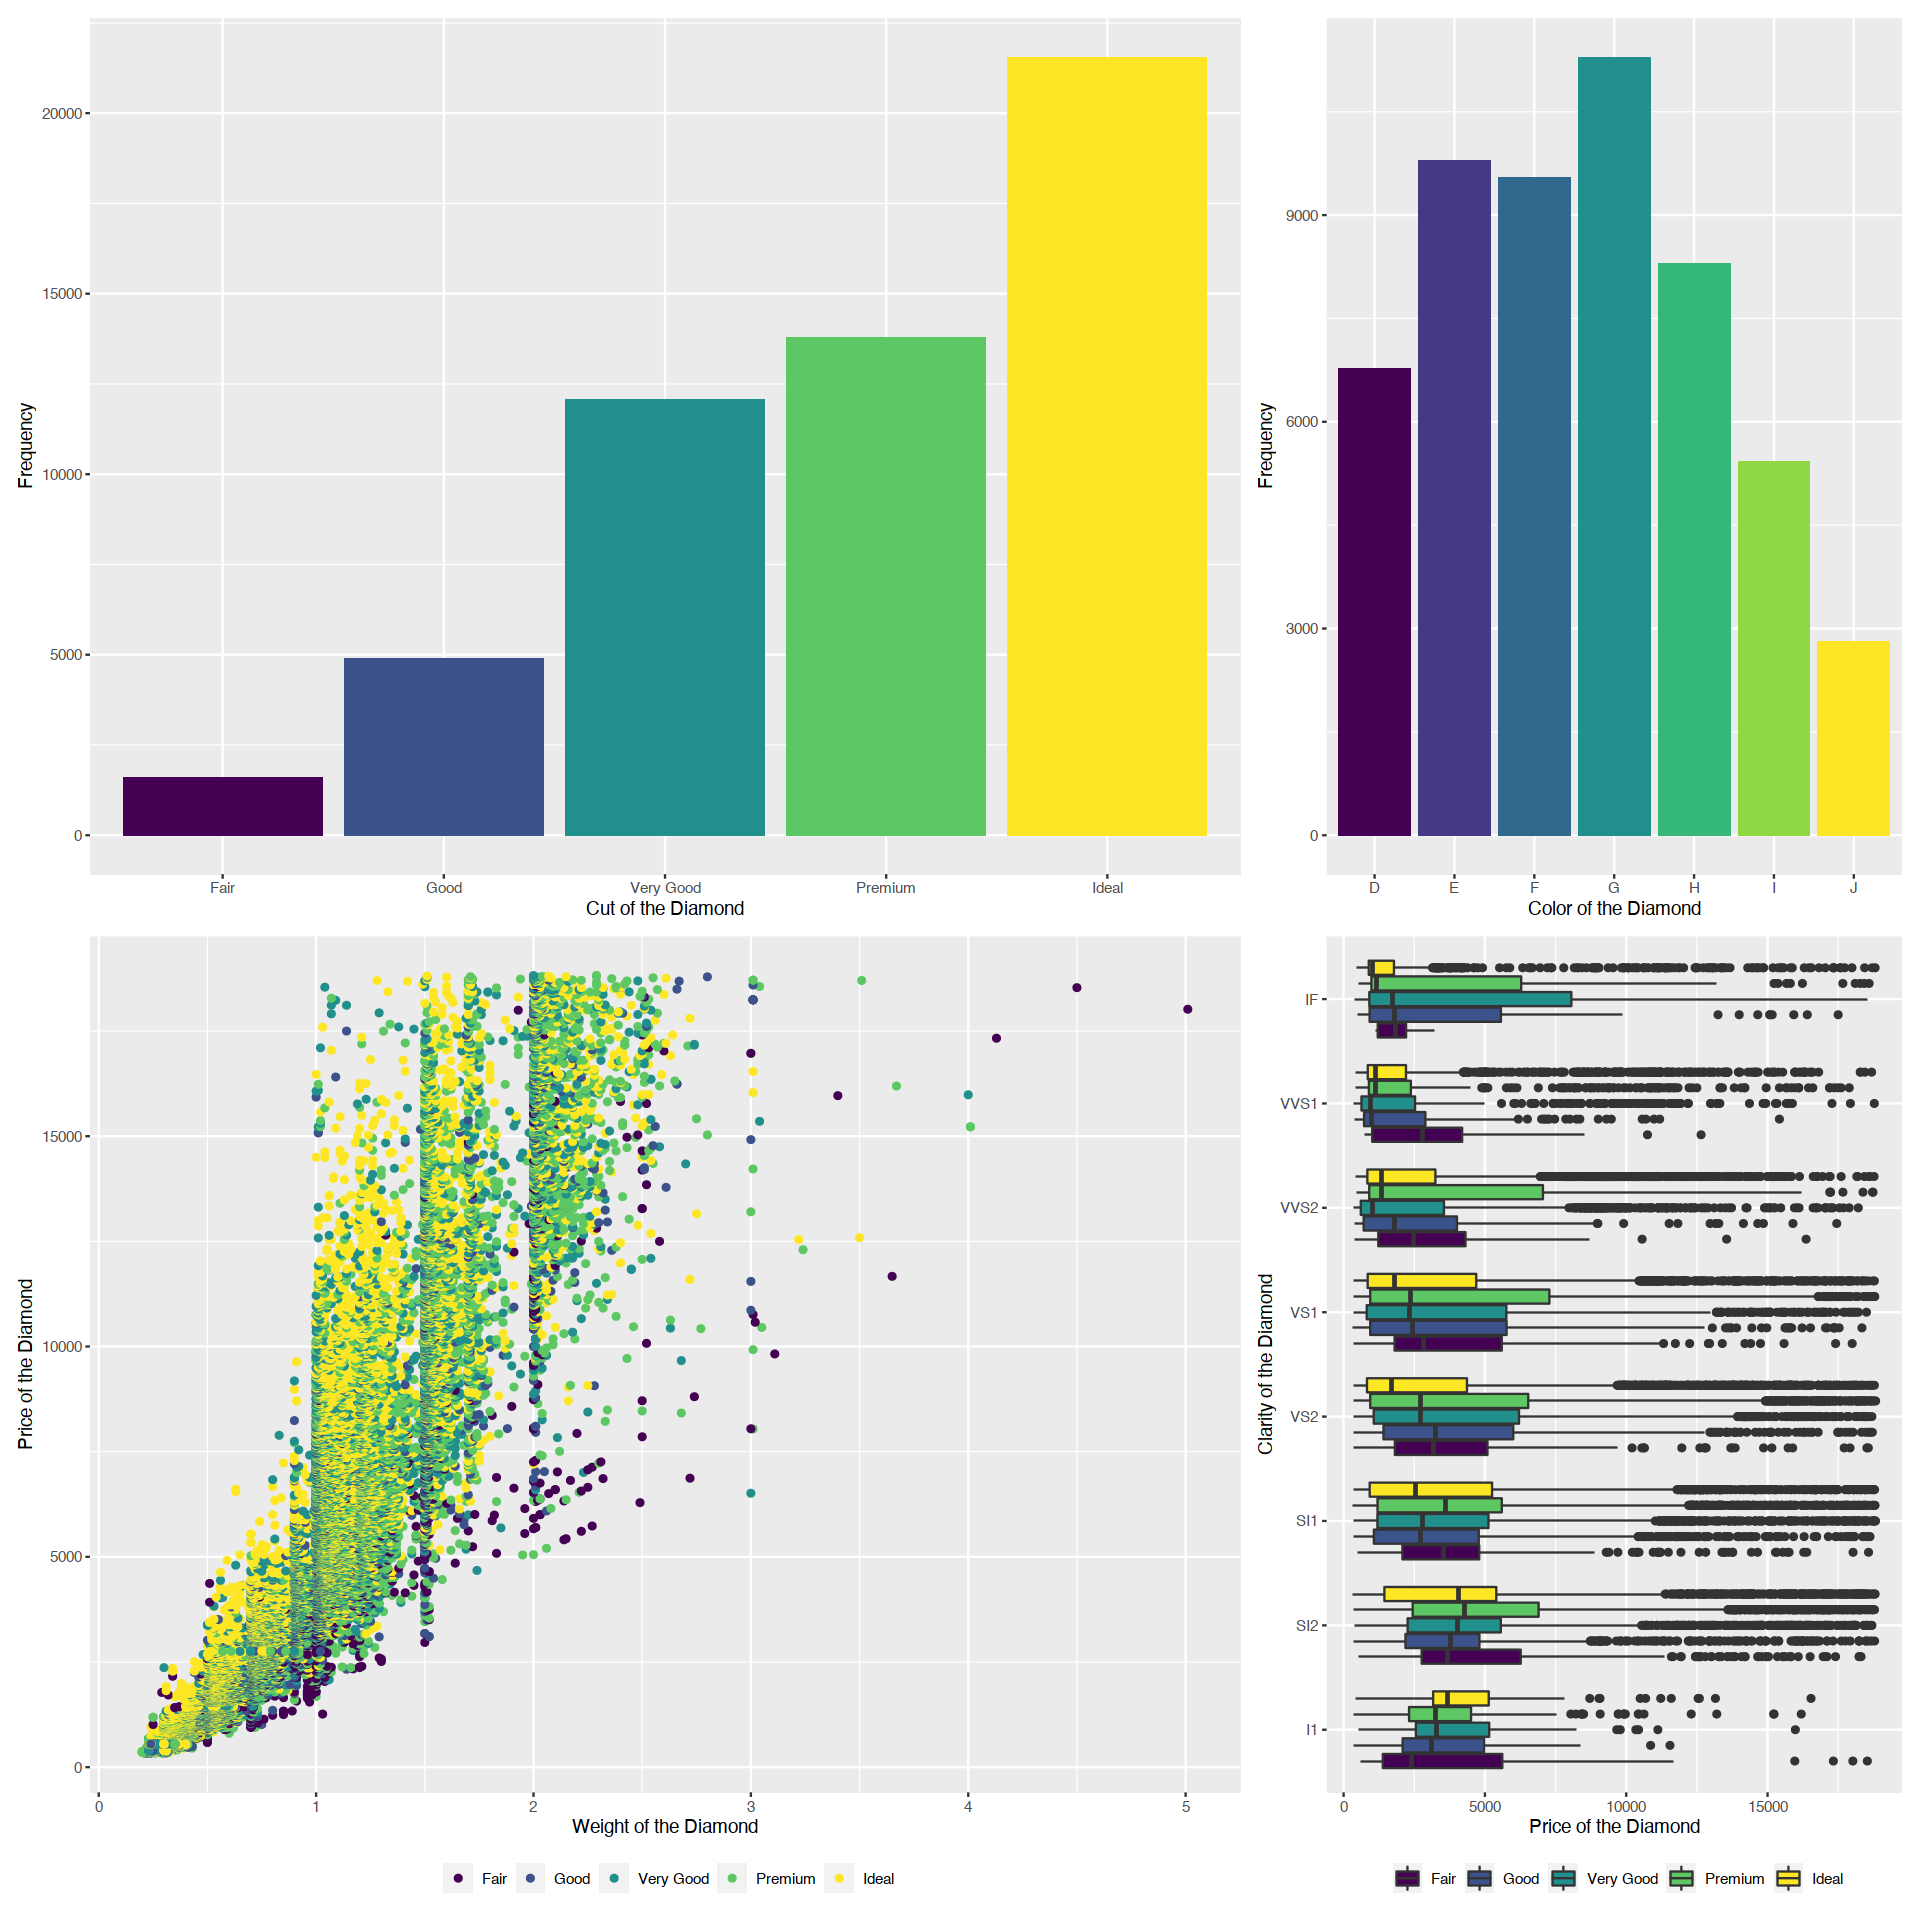 20000
15000
10000
5000
0
Frequency
Fair Good Very Good Premium Ideal
Cut of the Diamond
9000
6000
3000
0
Frequency
D E F G H I J
Color of the Diamond
15000
10000
5000
0
Price of the Diamond
0 1 2 3 4 5
Weight of the Diamond
Fair Good Very Good Premium Ideal
IF
VVS1
VVS2
VS1
VS2
SI1
SI2
I1
Clarity of the Diamond
0 5000 10000 15000
Price of the Diamond
Fair Good Very Good Premium Ideal